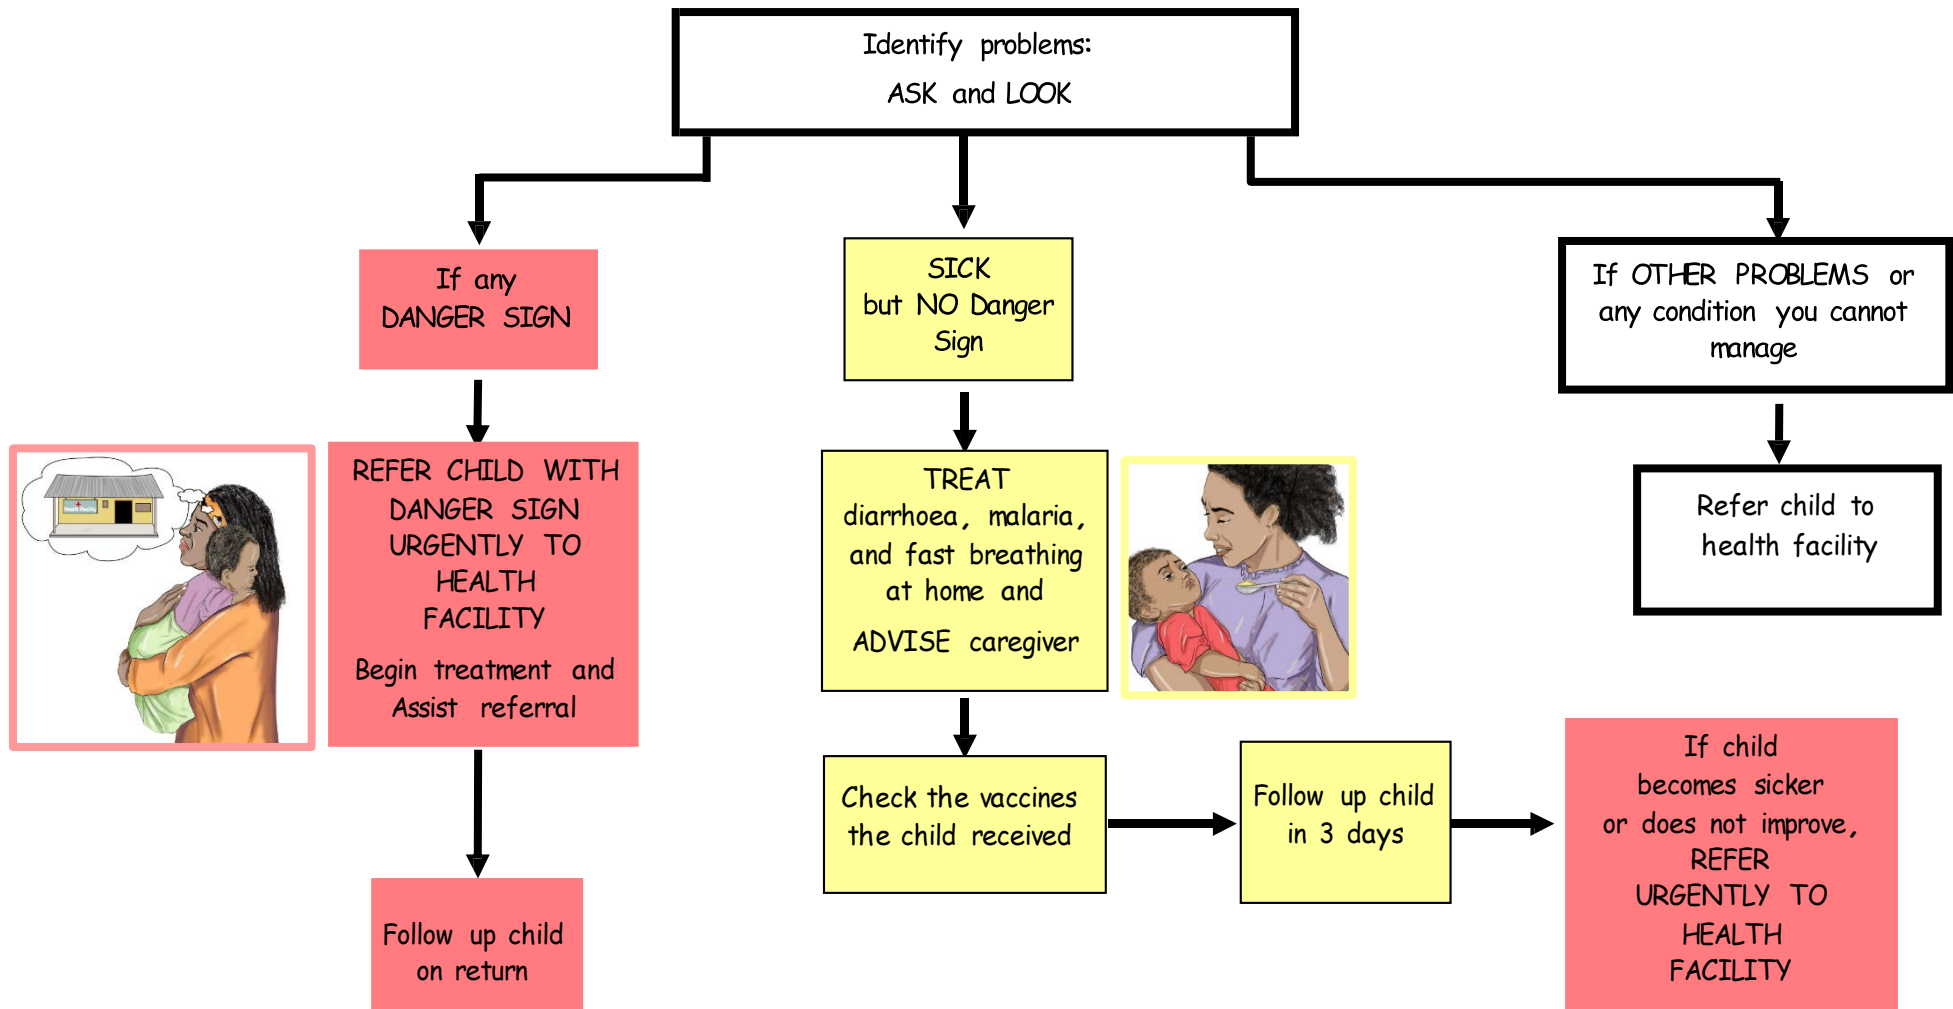 Identify problems:
ASK and LOOK
If any
DANGER SIGN
SICK
but NO Danger
Sign
If OTHER PROBLEMS or
any condition you cannot
manage
REFER CHILD WITH
DANGER SIGN
URGENTLY TO
HEALTH
FACILITY
Begin treatment and
Assist referral
Health Facility
TREAT
diarrhoea, malaria,
and fast breathing
at home and
ADVISE caregiver
Refer child to
health facility
Check the vaccines
the child received
Follow up child
in 3 days
If child
becomes sicker
or does not improve,
REFER
URGENTLY TO
HEALTH
FACILITY
Follow up child
on return